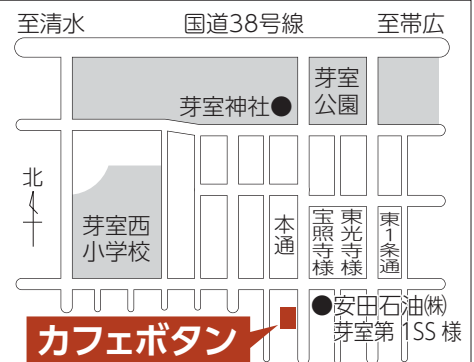 至清水
国道38号線
至帯広
芽室神社
芽室
公園
北
芽室西
小学校
本通
宝照寺様
東光寺様
東1条通
安田石油㈱
芽室第1SS様
カフェボタン